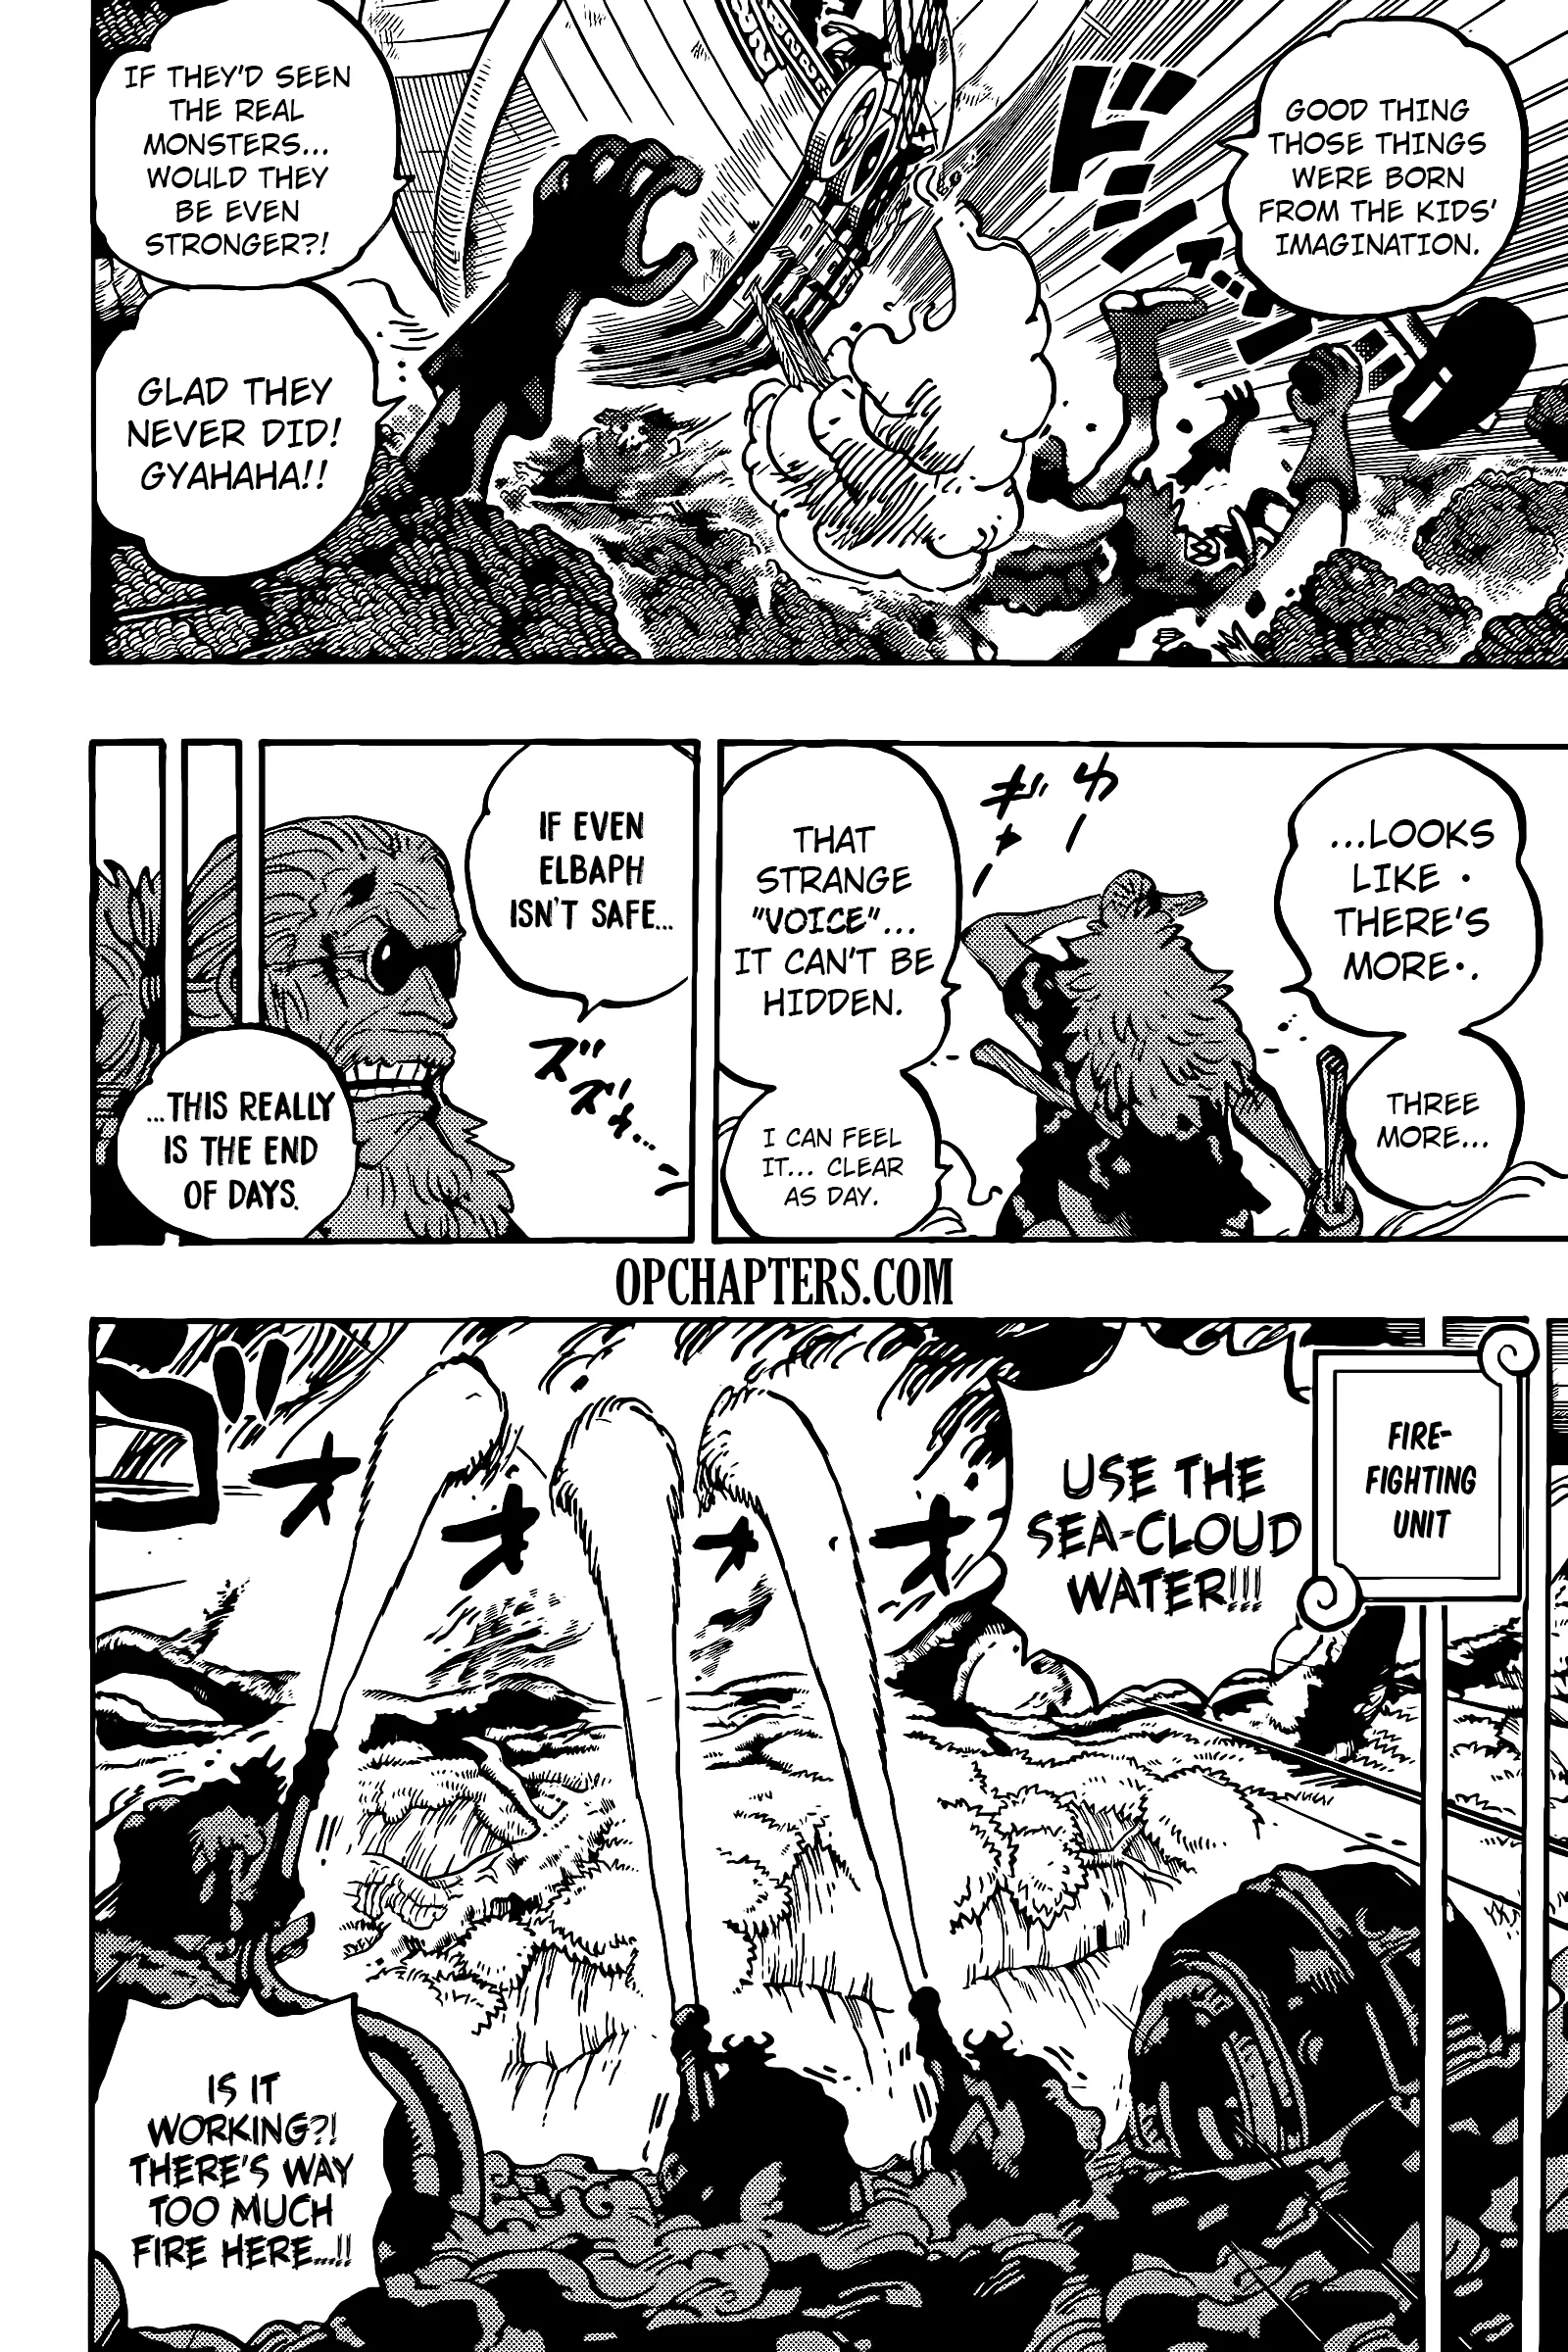 GOOD THING
THOSE THINGS
WERE BORN
FROM THE KIDS'
IMAGINATION.
IF THEY'D SEEN
THE REAL
MONSTERS...
WOULD THEY
BE EVEN
STRONGER?!
GLAD THEY
NEVER DID!
GYAHAHA!!
...LOOKS
LIKE
THERE'S
MORE.
THREE
MORE...
THAT
STRANGE
"VOICE"...
IT CAN'T BE
HIDDEN.
I CAN FEEL
IT... CLEAR
AS DAY.
IF EVEN
ELBAPH
ISN'T SAFE...
ズズゥ...
...THIS REALLY
IS THE END
OF DAYS.
OPCHAPTERS.COM
FIRE-
FIGHTING
UNIT
USE THE
SEA-CLOUD
WATER!!!
IS IT
WORKING?!
THERE'S WAY
TOO MUCH
FIRE HERE...!!